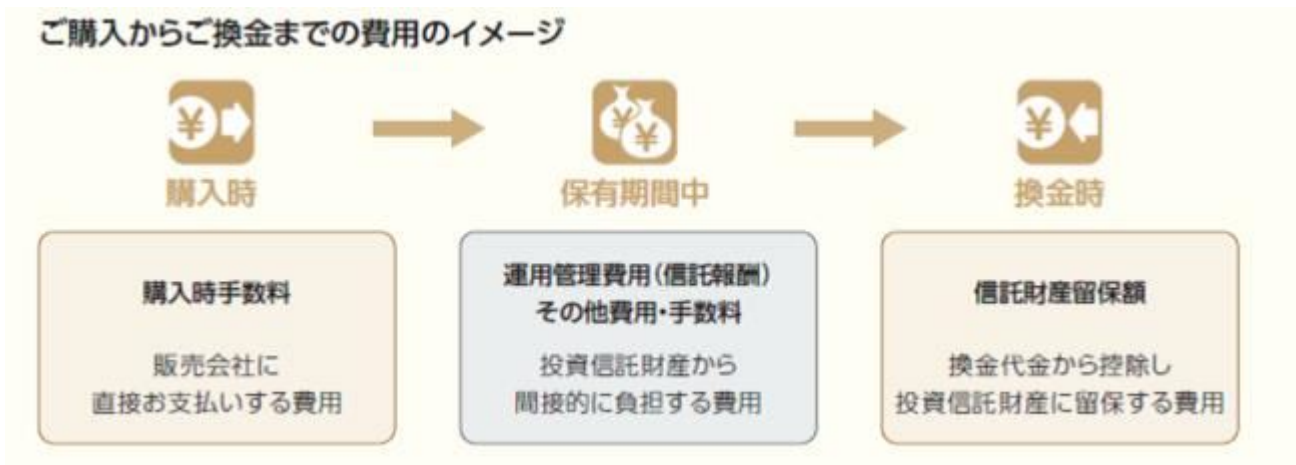 ご購入からご換金までの費用のイメージ
¥
¥¥
¥
購入時
保有期間中
換金時
購入時手数料
販売会社に
直接お支払いする費用
運用管理費用(信託報酬)
その他費用・手数料
投資信託財産から
間接的に負担する費用
信託財産留保額
換金代金から控除し
投資信託財産に留保する費用